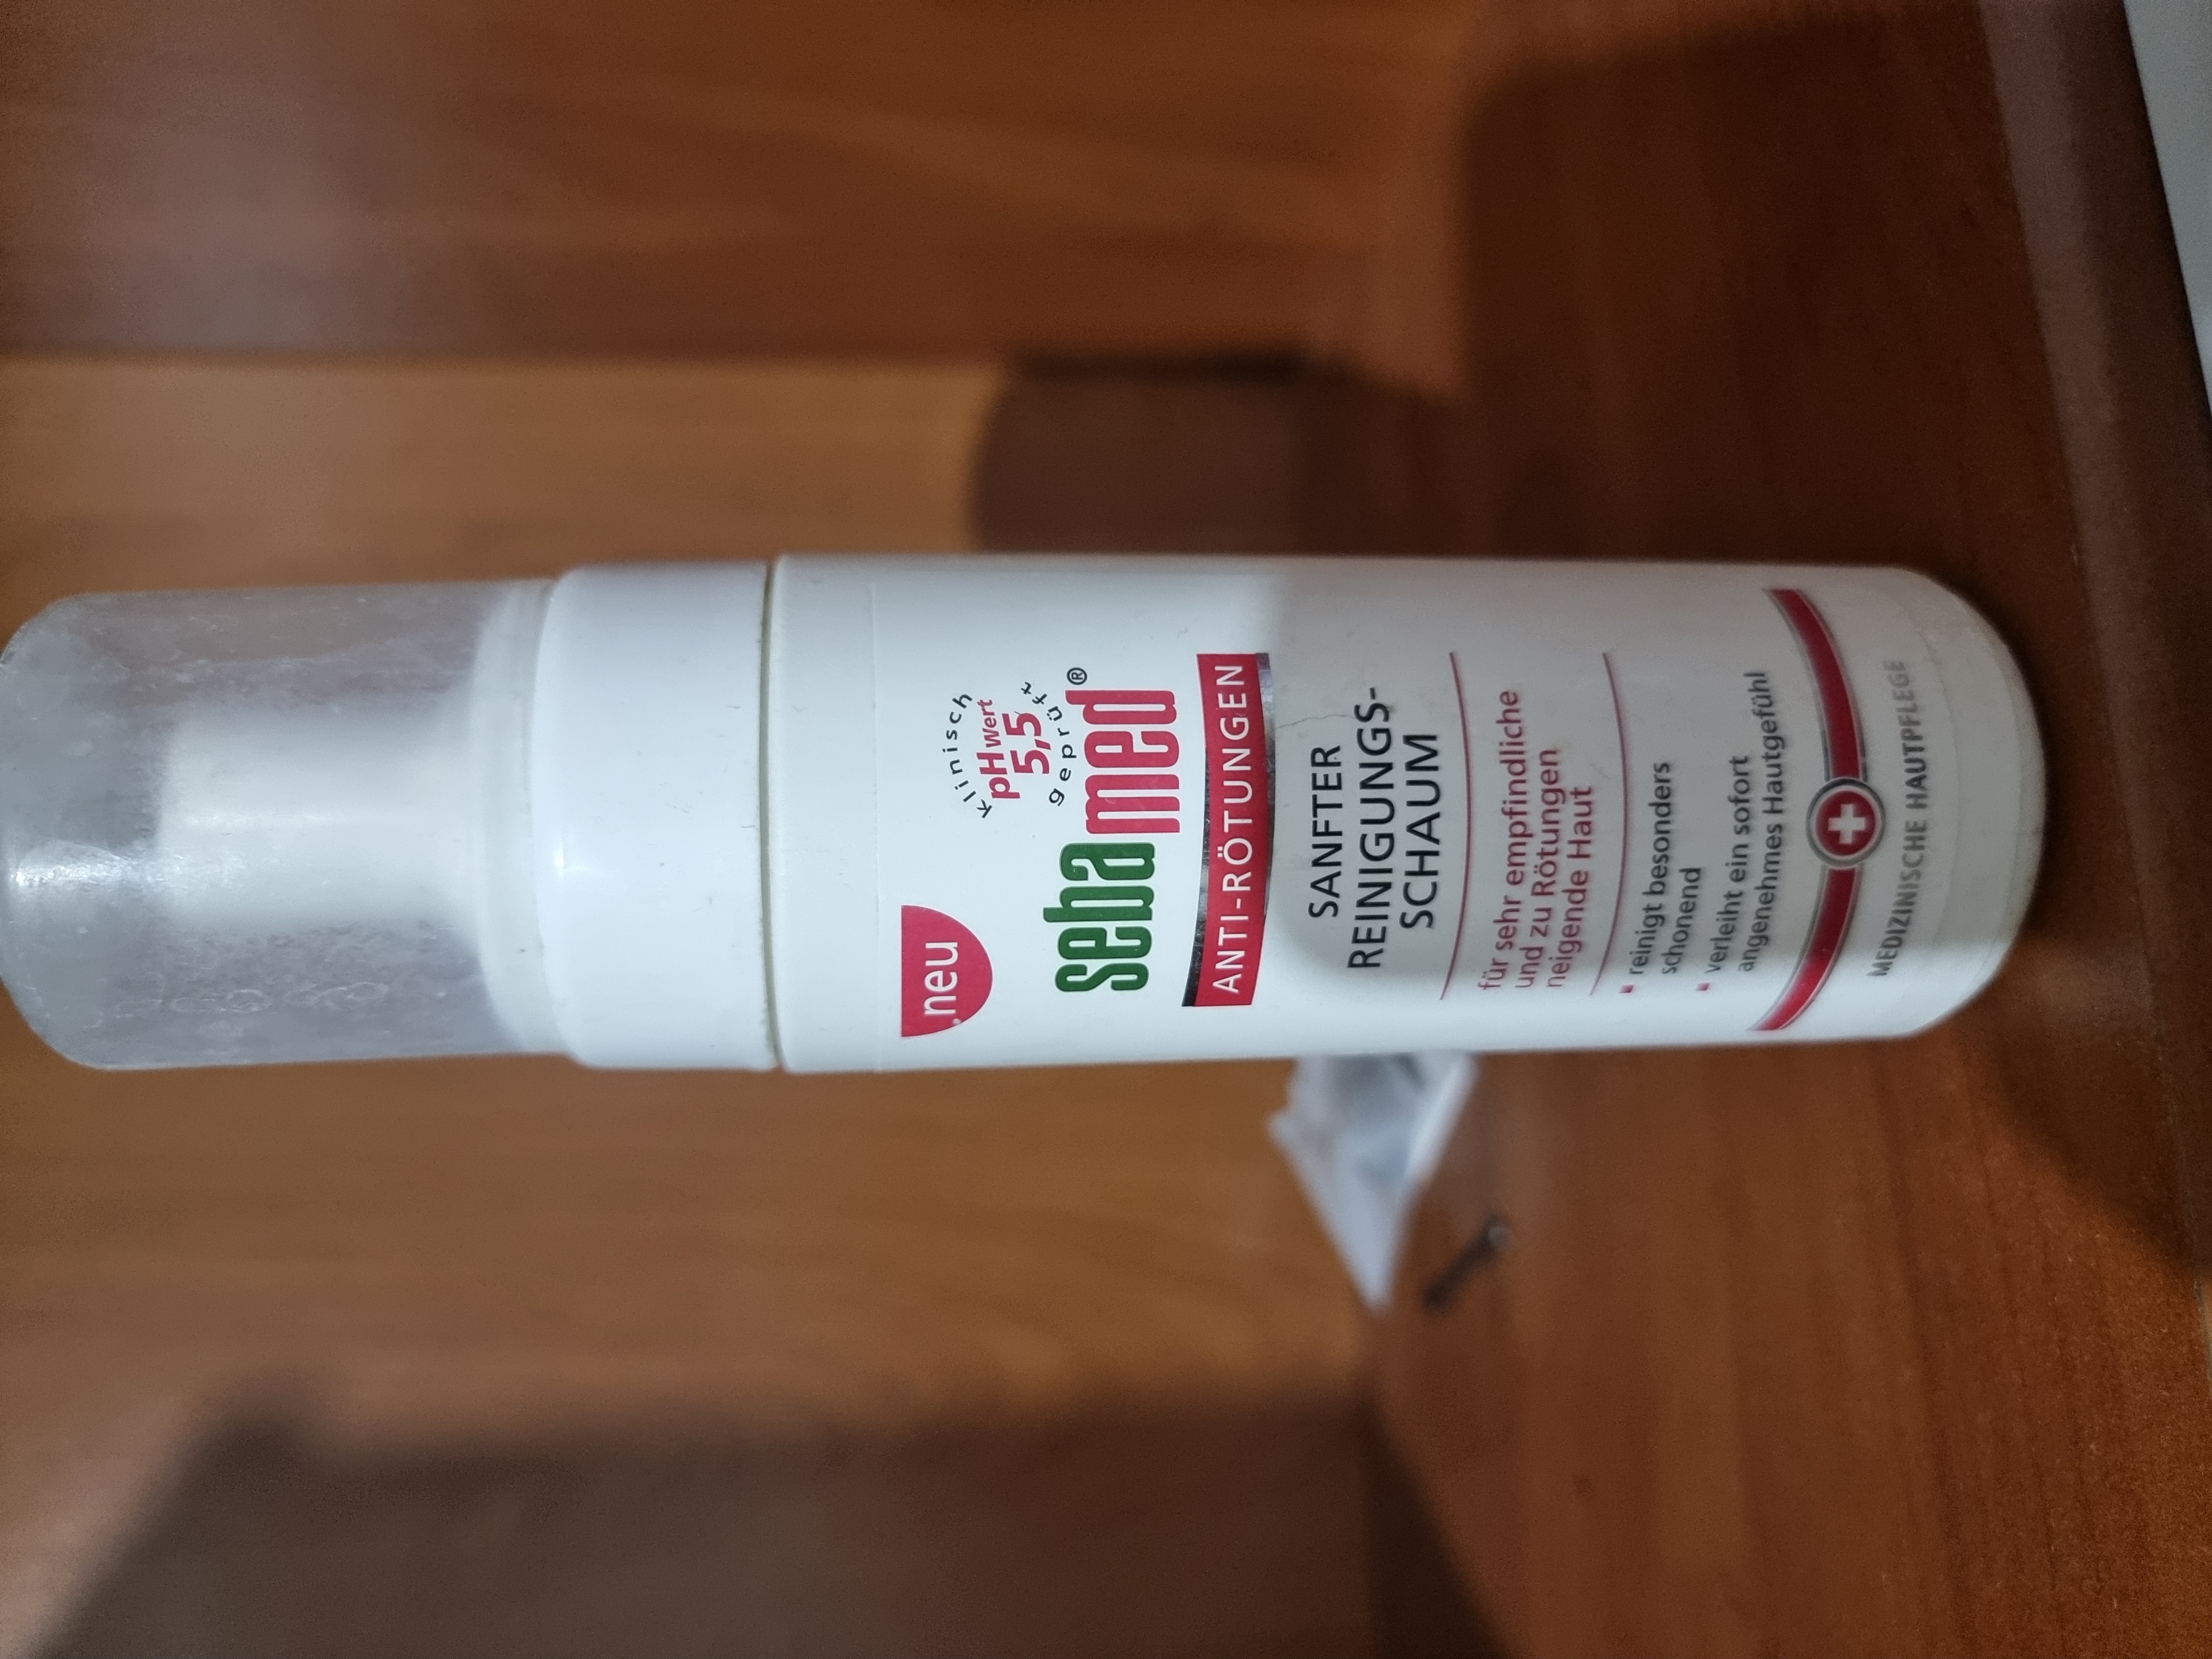 neu
klinisch
pH Wert
5,5
geprüft
sebamed®
ANTI-RÖTUNGEN
SANFTER
REINIGUNGS-
SCHAUM
für sehr empfindliche
und zu Rötungen
neigende Haut
▪ reinigt besonders
schonend
▪ verleiht ein sofort
angenehmes Hautgefühl
MEDIZINISCHE HAUTPFLEGE